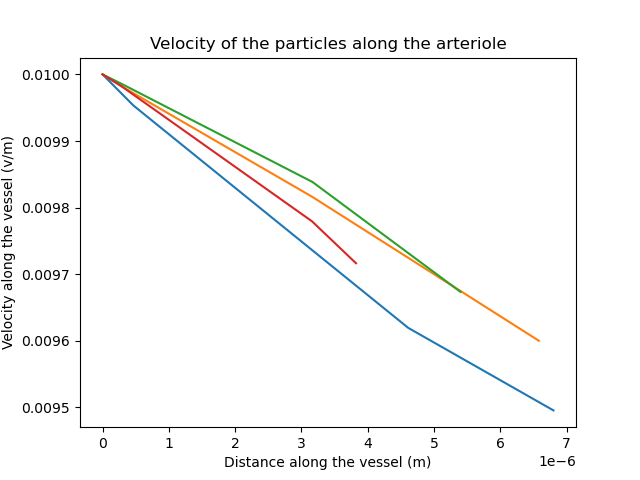 Velocity of the particles along the arteriole
Velocity along the vessel (v/m)
0.0100
0.0099
0.0098
0.0097
0.0096
0.0095
0 1 2 3 4 5 6 7
1e−6
Distance along the vessel (m)